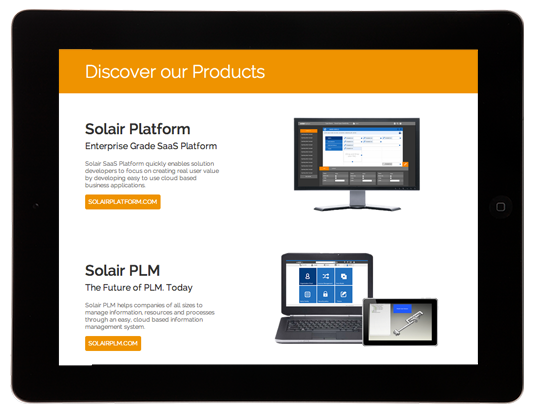 Discover our Products
Solair Platform
Enterprise Grade SaaS Platform
Solair SaaS Platform quickly enables solution
developers to focus on creating real user value
by developing easy to use cloud based
business applications.
SOLAIRPLATFORM.COM
Solair PLM
The Future of PLM. Today
Solair PLM helps companies of all sizes to
manage information, resources and processes
through an easy, cloud based information
management system.
SOLAIRPLM.COM